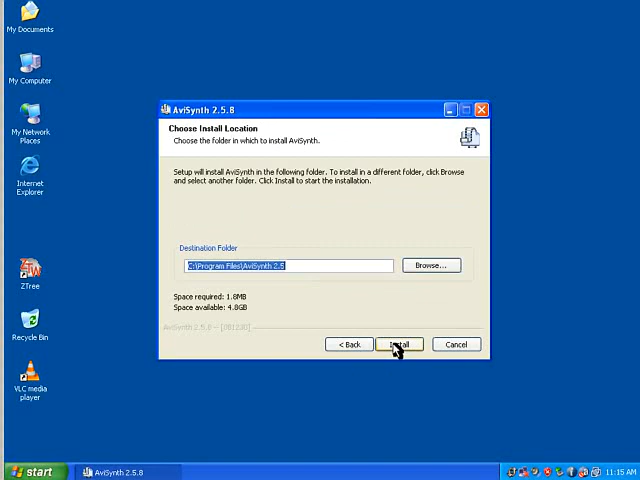 My Documents
My Computer
My Network
Places
Internet
Explorer
ZTree
Recycle Bin
VLC media
player
AviSynth 2.5.8
Choose Install Location
Choose the folder in which to install AviSynth.
Setup will install AviSynth in the following folder. To install in a different folder, click Browse
and select another folder. Click Install to start the installation.
Destination Folder
C:\Program Files\AviSynth 2.5
Browse...
Space required: 1.8MB
Space available: 4.8GB
AviSynth 2.5.8 -- [081230]
< Back
Install
Cancel
start
AviSynth 2.5.8
11:15 AM